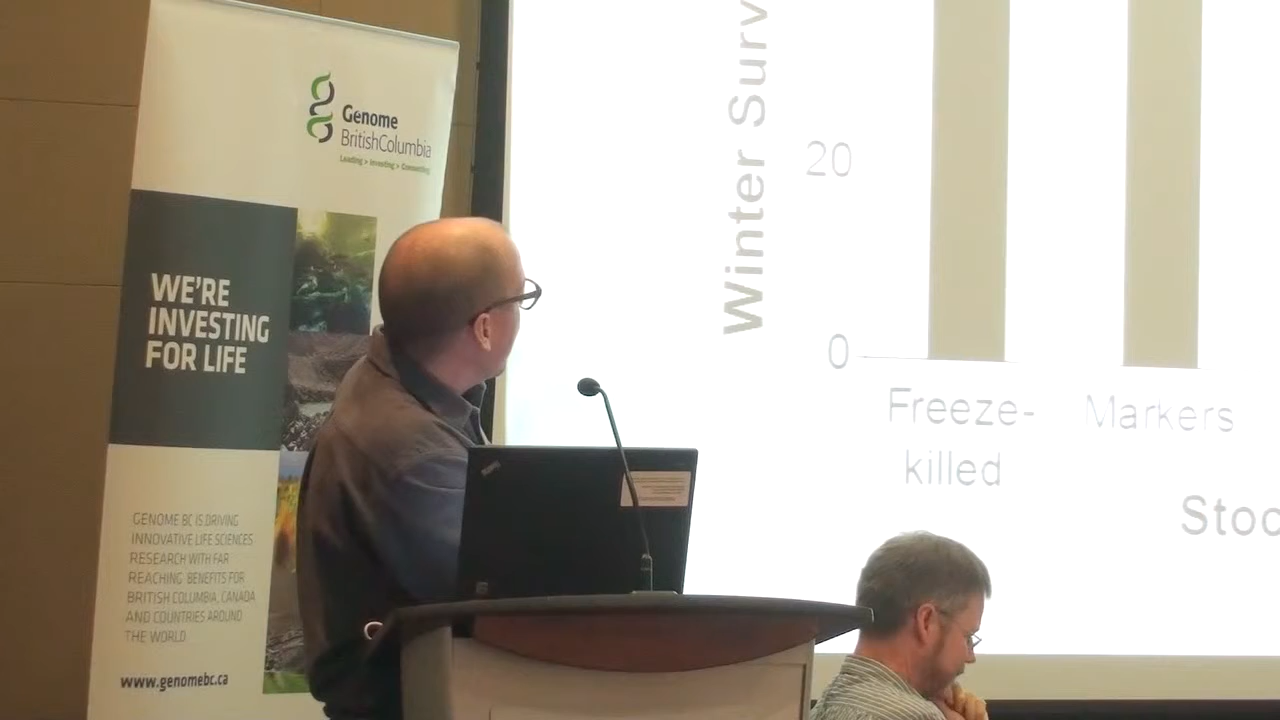 Genome
BritishColumbia
Leading > Investing > Connecting
WE'RE
INVESTING
FOR LIFE
GENOME BC IS DRIVING
INNOVATIVE LIFE SCIENCES
RESEARCH WITH FAR
REACHING BENEFITS FOR
BRITISH COLUMBIA, CANADA
AND COUNTRIES AROUND
THE WORLD
www.genomebc.ca
Winter Surv
20
0
Freeze-
killed
Markers
Stoc